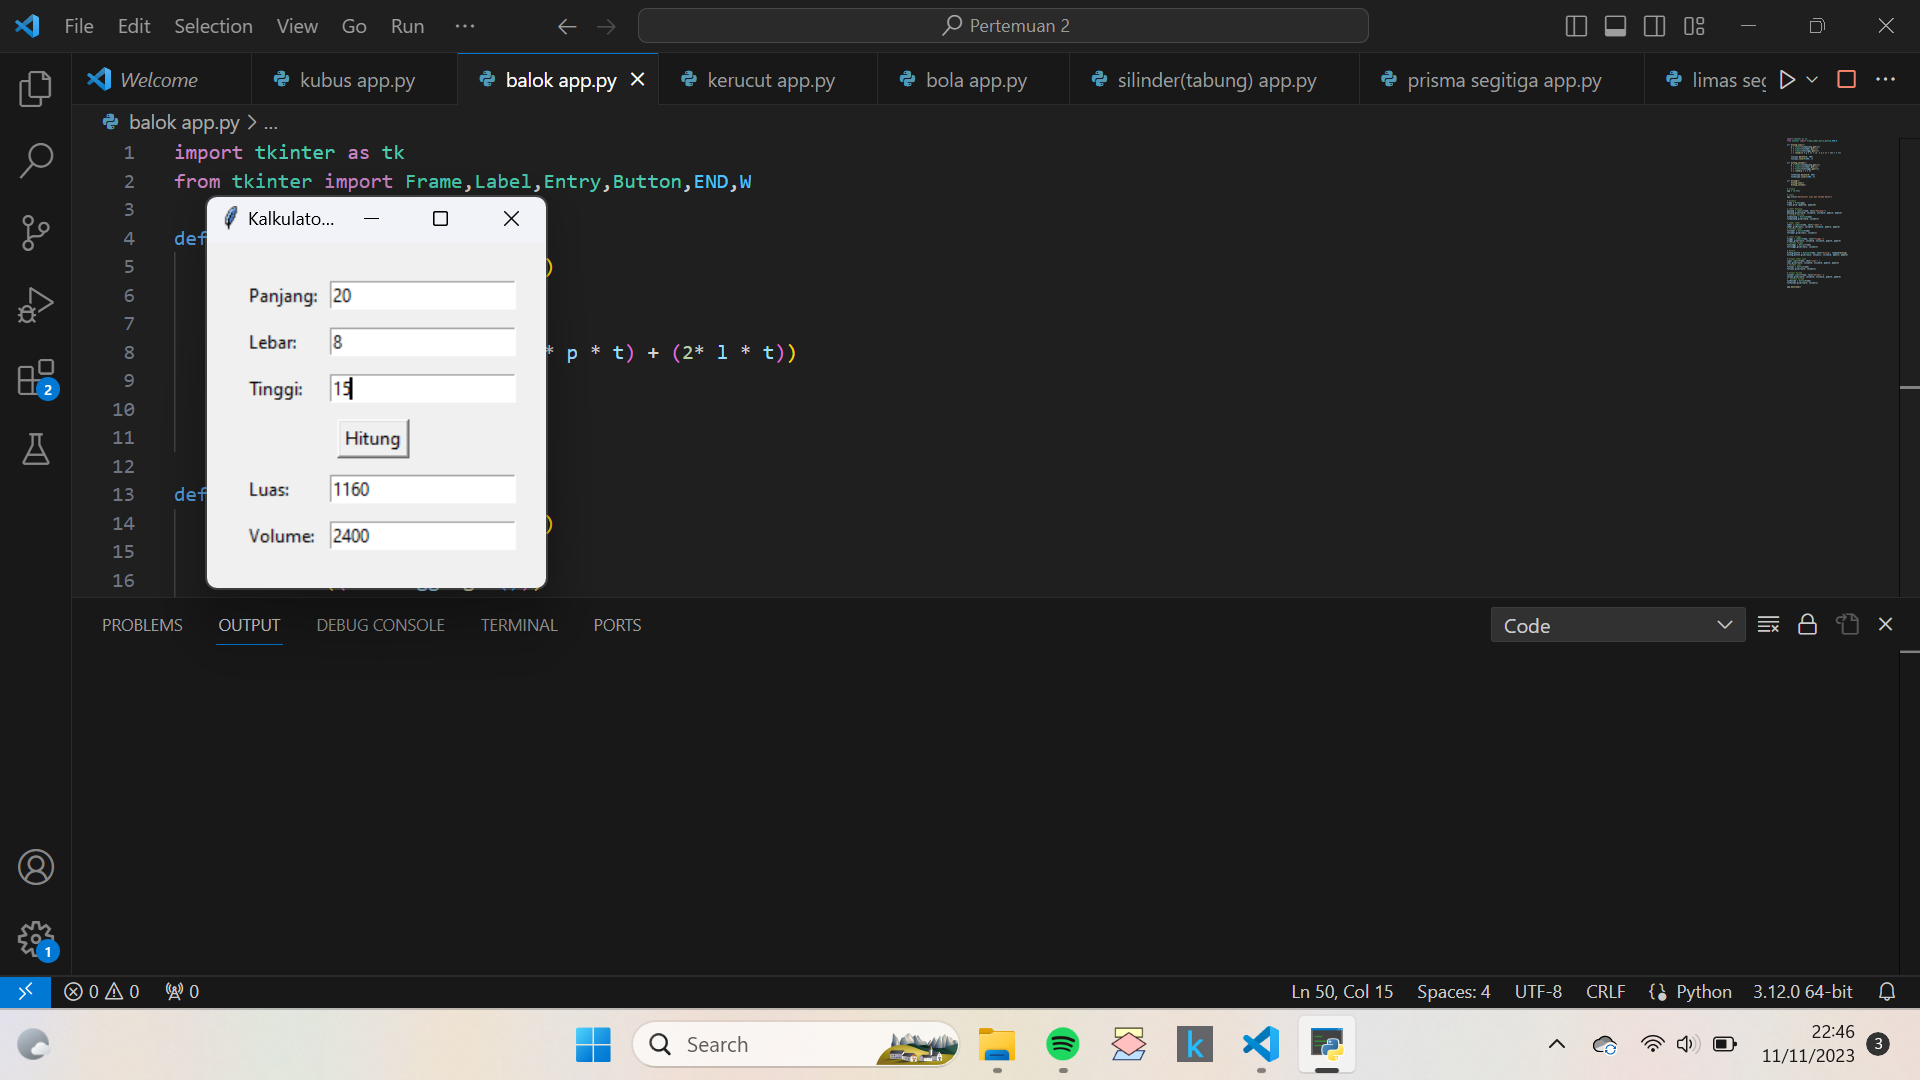 File Edit Selection View Go Run ... Pertemuan 2
Welcome kubus app.py balok app.py kerucut app.py bola app.py silinder(tabung) app.py prisma segitiga app.py limas seg
balok app.py > ...
1 import tkinter as tk
2 from tkinter import Frame,Label,Entry,Button,END,W
3
4 def
5 )
6
7
8 * p * t) + (2* l * t))
9
10
11
12
13 def
14 )
15
16
Kalkulato...
Panjang: 20
Lebar: 8
Tinggi: 15
Hitung
Luas: 1160
Volume: 2400
PROBLEMS OUTPUT DEBUG CONSOLE TERMINAL PORTS Code
2
1
0 0 0 Ln 50, Col 15 Spaces: 4 UTF-8 CRLF Python 3.12.0 64-bit
Search
22:46
11/11/2023
3